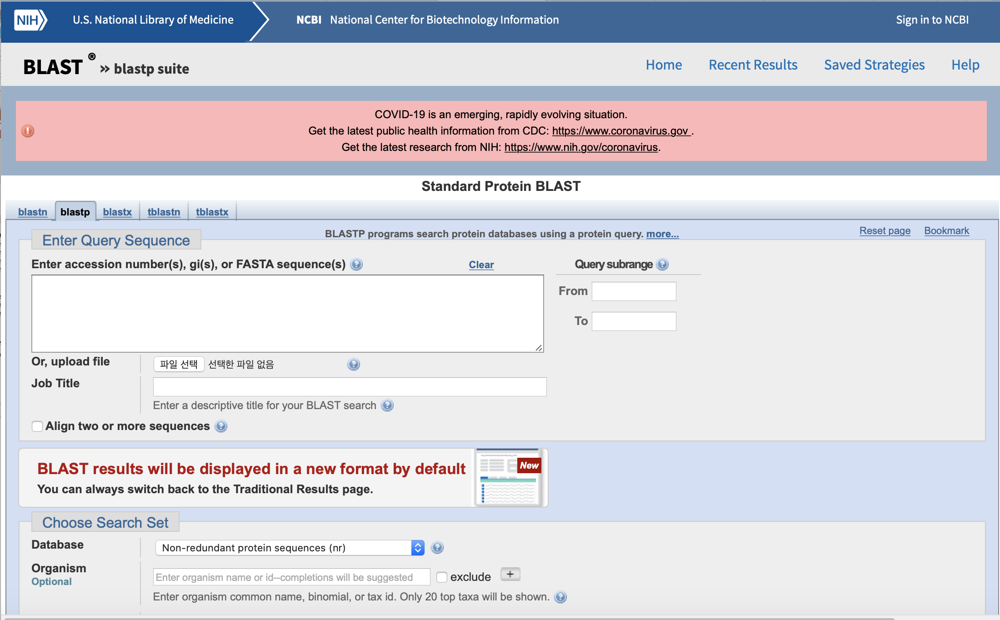 NIH U.S. National Library of Medicine NCBI National Center for Biotechnology Information Sign in to NCBI
BLAST ® » blastp suite Home Recent Results Saved Strategies Help
COVID-19 is an emerging, rapidly evolving situation.
Get the latest public health information from CDC: https://www.coronavirus.gov .
Get the latest research from NIH: https://www.nih.gov/coronavirus.
Standard Protein BLAST
blastn blastp blastx tblastn tblastx
BLASTP programs search protein databases using a protein query. more... Reset page Bookmark
Enter Query Sequence
Enter accession number(s), gi(s), or FASTA sequence(s) Clear Query subrange
From
To
Or, upload file 파일 선택 선택한 파일 없음
Job Title
Enter a descriptive title for your BLAST search
Align two or more sequences
BLAST results will be displayed in a new format by default New
You can always switch back to the Traditional Results page.
Choose Search Set
Database Non-redundant protein sequences (nr)
Organism
Optional
Enter organism name or id--completions will be suggested exclude +
Enter organism common name, binomial, or tax id. Only 20 top taxa will be shown.